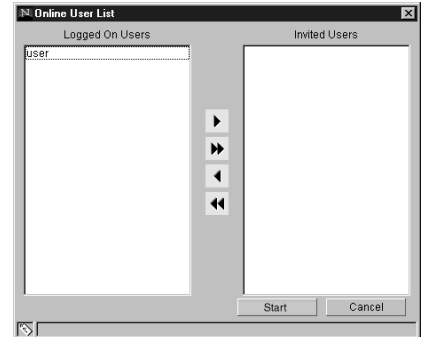 Online User List
Logged On Users
Invited Users
user
Start
Cancel